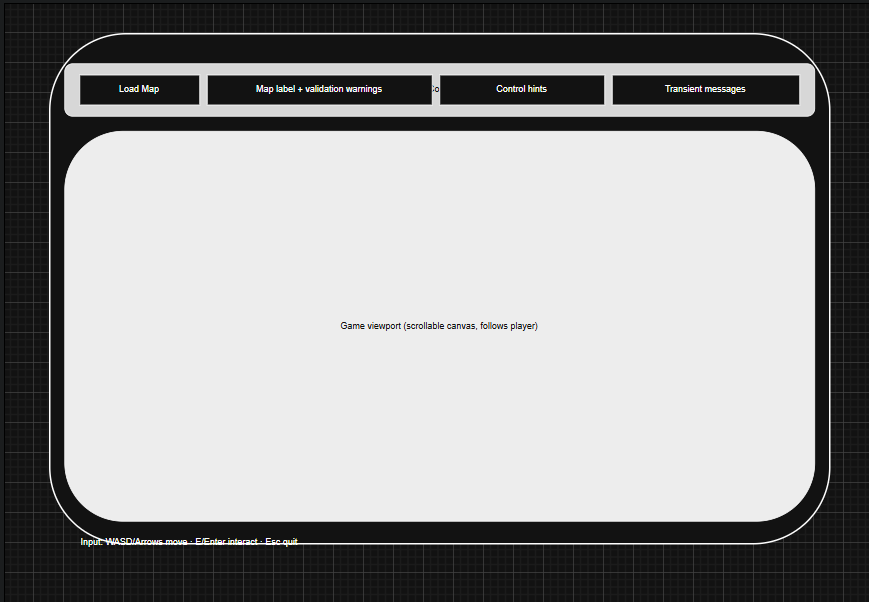 Load Map
Map label + validation warnings
Control hints
Transient messages
Game viewport (scrollable canvas, follows player)
Input: WASD/Arrows move · E/Enter interact · Esc quit